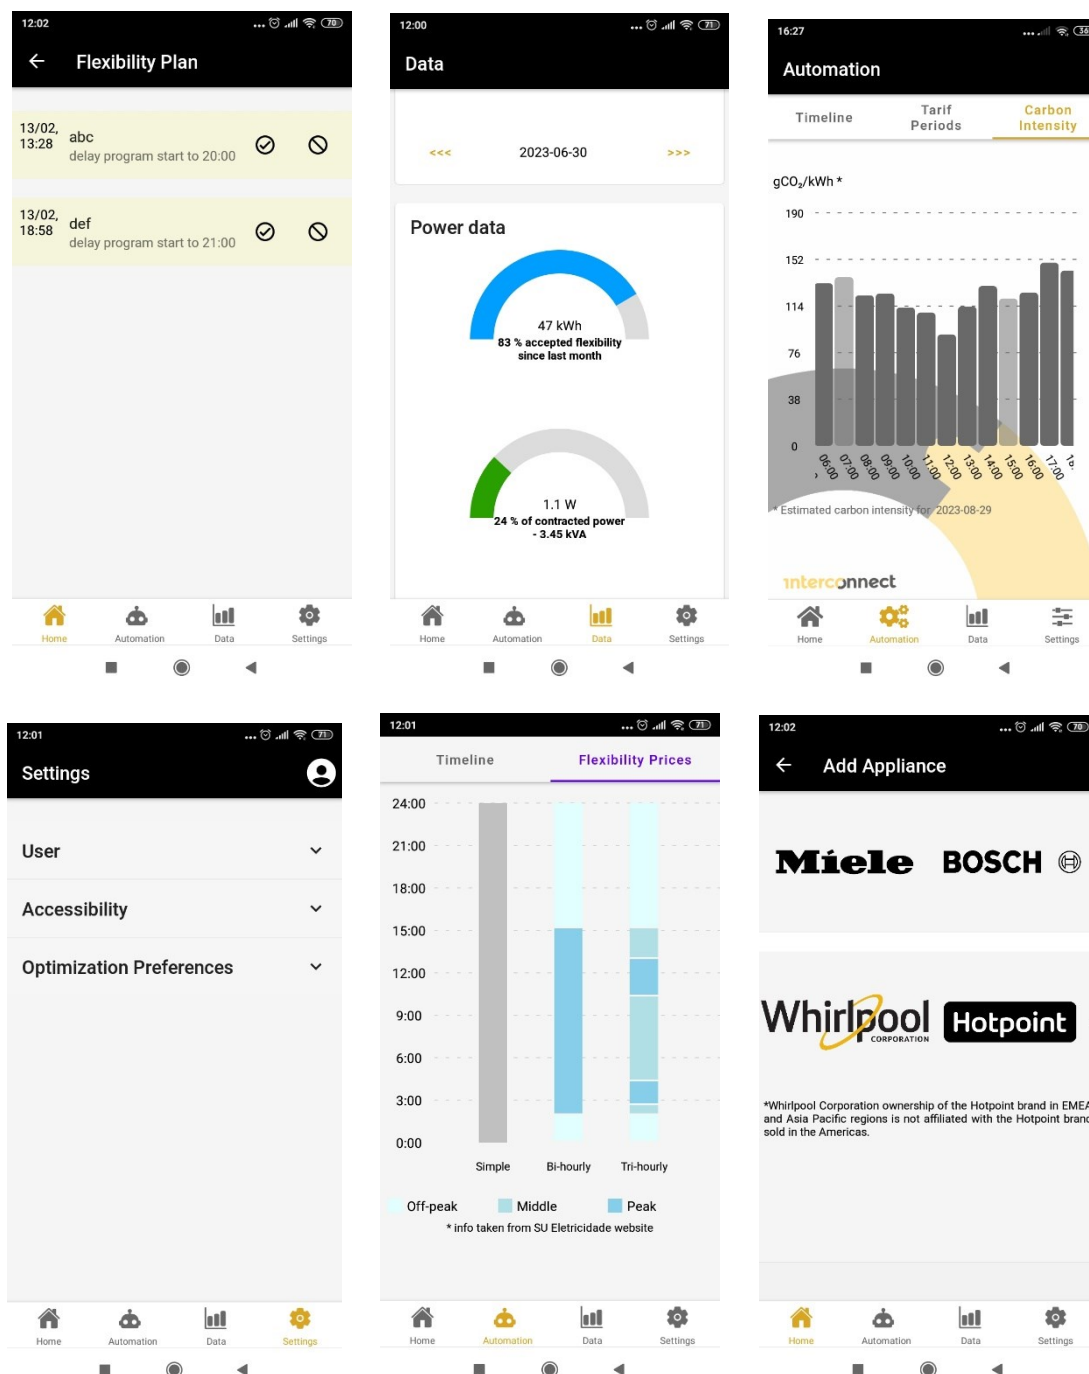 12:02
70
Flexibility Plan
13/02, 13:28
abc
delay program start to 20:00
13/02, 18:58
def
delay program start to 21:00
Home Automation Data Settings
12:00
71
Data
<<< 2023-06-30 >>>
Power data
47 kWh
83 % accepted flexibility
since last month
1.1 W
24 % of contracted power
- 3.45 kVA
Home Automation Data Settings
16:27
36
Automation
Timeline
Tarif Periods
Carbon Intensity
gCO₂/kWh *
190
152
114
76
38
0
06:00 07:00 08:00 09:00 10:00 11:00 12:00 13:00 14:00 15:00 16:00 17:00 18:
* Estimated carbon intensity for 2023-08-29
interconnect
Home Automation Data Settings
12:01
71
Settings
User
Accessibility
Optimization Preferences
Home Automation Data Settings
12:01
71
Timeline Flexibility Prices
24:00
21:00
18:00
15:00
12:00
9:00
6:00
3:00
0:00
Simple Bi-hourly Tri-hourly
Off-peak Middle Peak
* info taken from SU Eletricidade website
Home Automation Data Settings
12:02
70
Add Appliance
Miele BOSCH
Whirlpool CORPORATION Hotpoint
*Whirlpool Corporation ownership of the Hotpoint brand in EMEA
and Asia Pacific regions is not affiliated with the Hotpoint brand
sold in the Americas.
Home Automation Data Settings